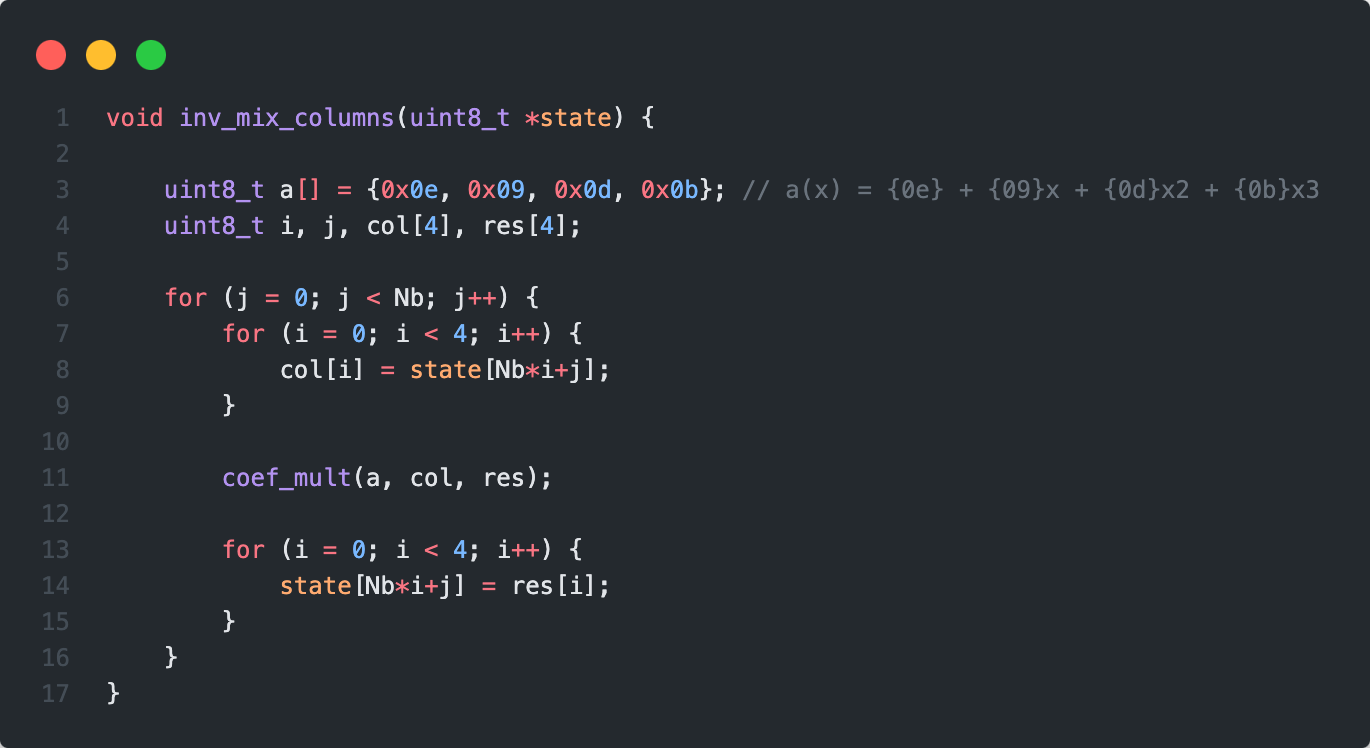 1 void inv_mix_columns(uint8_t *state) {
2
3     uint8_t a[] = {0x0e, 0x09, 0x0d, 0x0b}; // a(x) = {0e} + {09}x + {0d}x2 + {0b}x3
4     uint8_t i, j, col[4], res[4];
5
6     for (j = 0; j < Nb; j++) {
7         for (i = 0; i < 4; i++) {
8             col[i] = state[Nb*i+j];
9         }
10
11         coef_mult(a, col, res);
12
13         for (i = 0; i < 4; i++) {
14             state[Nb*i+j] = res[i];
15         }
16     }
17 }